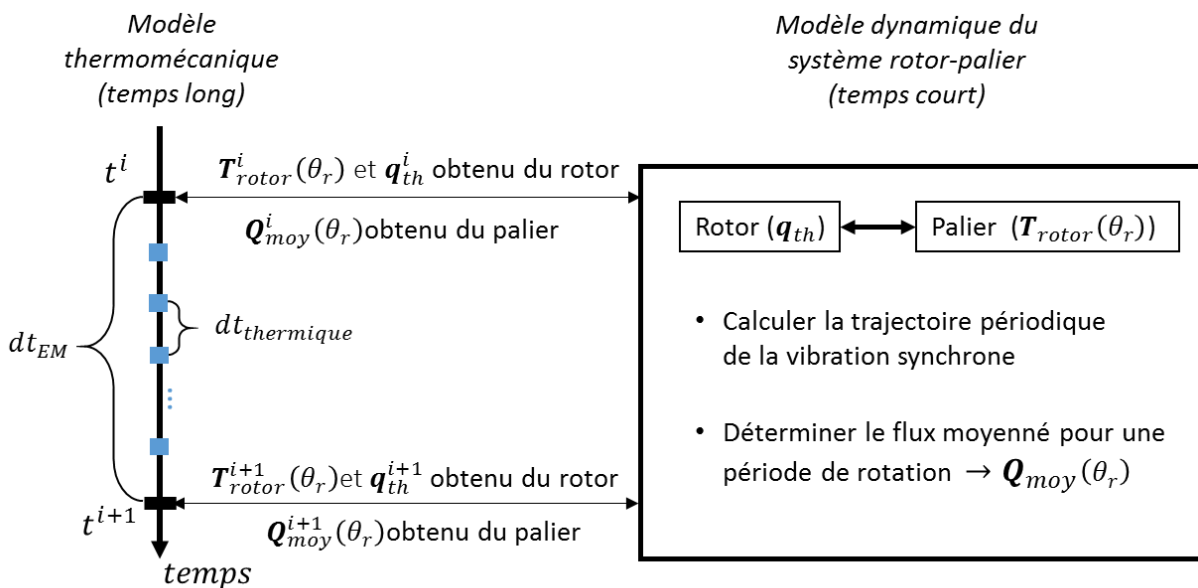 Modèle
thermomécanique
(temps long)
Modèle dynamique du
système rotor-palier
(temps court)
t^i
T^i_rotor(θ_r) et q^i_th obtenu du rotor
Q^i_moy(θ_r)obtenu du palier
Rotor (q_th)
Palier (T_rotor(θ_r))
dt_EM
dt_thermique
...
• Calculer la trajectoire périodique
de la vibration synchrone
• Déterminer le flux moyenné pour une
période de rotation → Q_moy(θ_r)
T^{i+1}_rotor(θ_r)et q^{i+1}_th obtenu du rotor
Q^{i+1}_moy(θ_r)obtenu du palier
t^{i+1}
temps